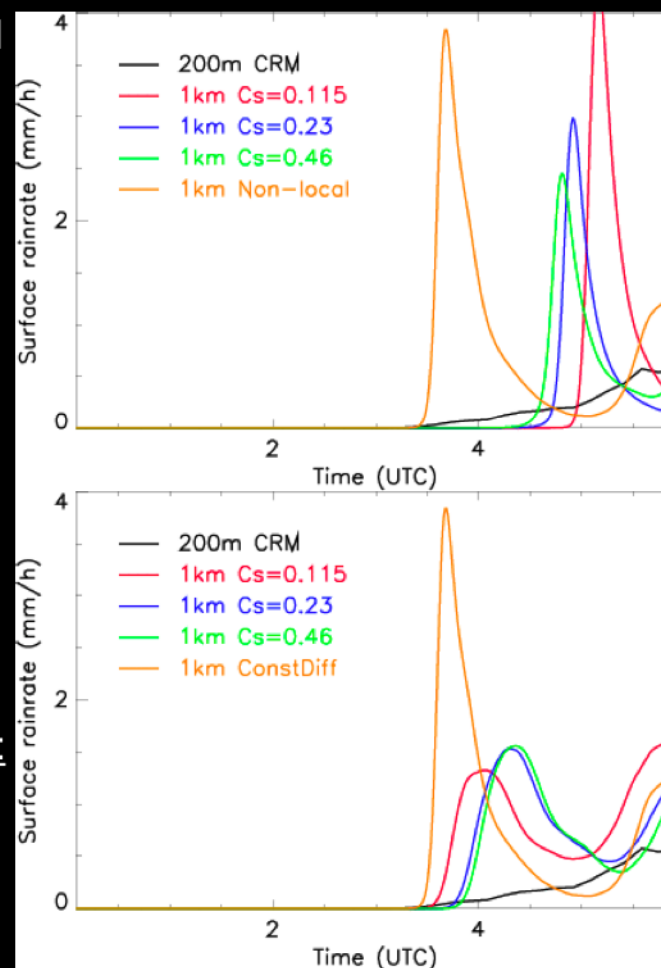 4
200m CRM
1km Cs=0.115
1km Cs=0.23
1km Cs=0.46
1km Non-local
Surface rainrate (mm/h)
2
0
2
4
Time (UTC)
4
200m CRM
1km Cs=0.115
1km Cs=0.23
1km Cs=0.46
1km ConstDiff
Surface rainrate (mm/h)
2
0
2
4
Time (UTC)